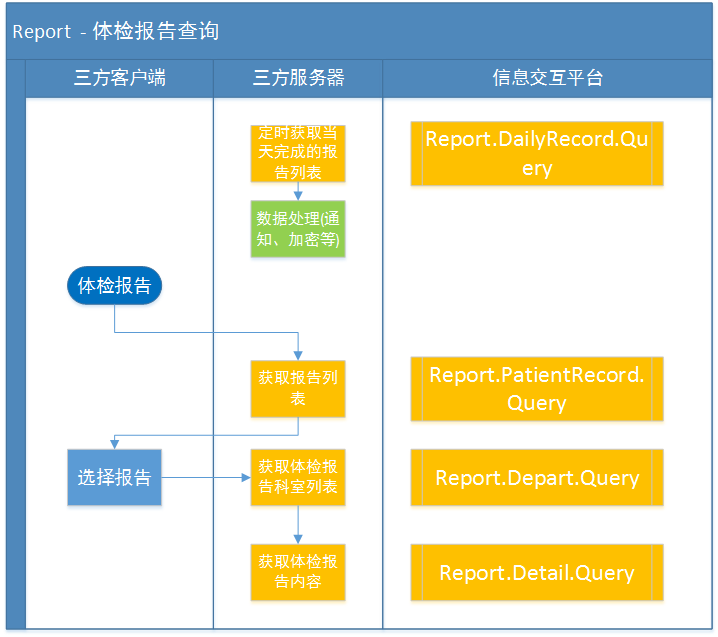 Report - 体检报告查询
三方客户端
三方服务器
信息交互平台
定时获取当
天完成的报
告列表
Report.DailyRecord.Qu
ery
数据处理(通
知、加密等)
体检报告
获取报告列
表
Report.PatientRecord.
Query
选择报告
获取体检报
告科室列表
Report.Depart.Query
获取体检报
告内容
Report.Detail.Query